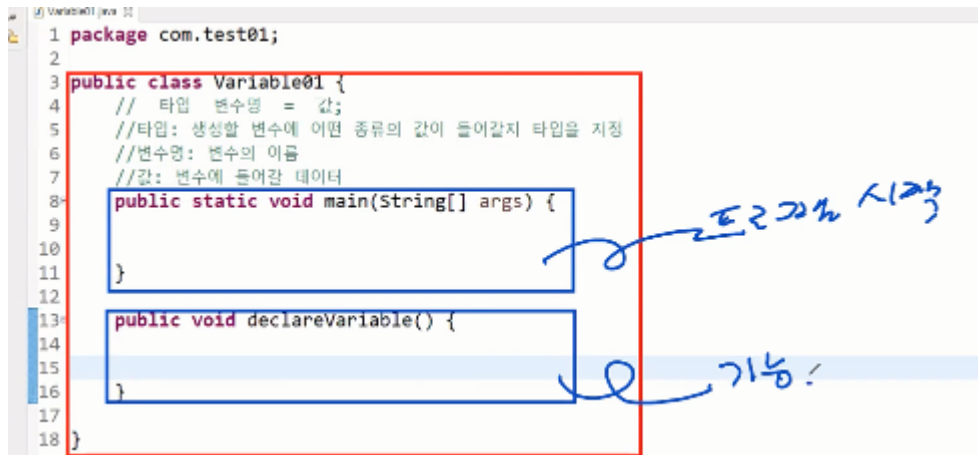 Variable01.java
1 package com.test01;
2
3 public class Variable01 {
4 // 타입 변수명 = 값;
5 //타입: 생성할 변수에 어떤 종류의 값이 들어갈지 타입을 지정
6 //변수명: 변수의 이름
7 //값: 변수에 들어갈 데이터
8 public static void main(String[] args) {
9
10
11 }
12
13 public void declareVariable() {
14
15
16 }
17
18 }
프로그램 시작
기능.